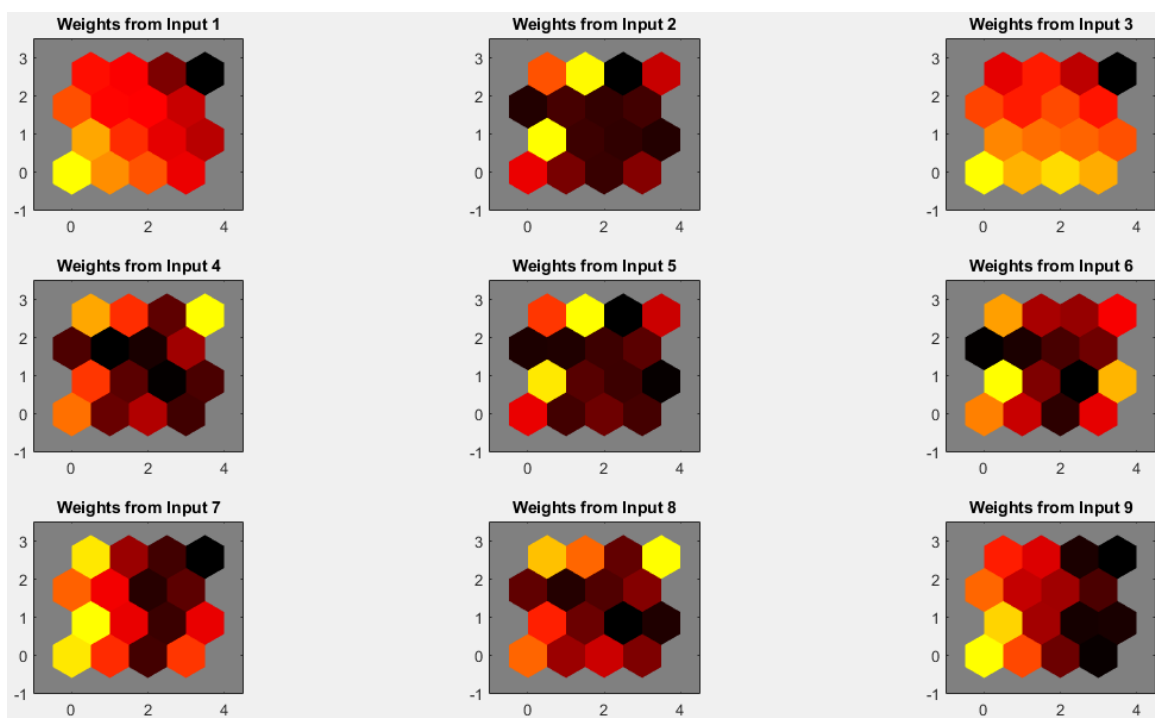 Weights from Input 1
Weights from Input 2
Weights from Input 3
3
2
1
0
-1
0 2 4
3
2
1
0
-1
0 2 4
3
2
1
0
-1
0 2 4
Weights from Input 4
Weights from Input 5
Weights from Input 6
3
2
1
0
-1
0 2 4
3
2
1
0
-1
0 2 4
3
2
1
0
-1
0 2 4
Weights from Input 7
Weights from Input 8
Weights from Input 9
3
2
1
0
-1
0 2 4
3
2
1
0
-1
0 2 4
3
2
1
0
-1
0 2 4